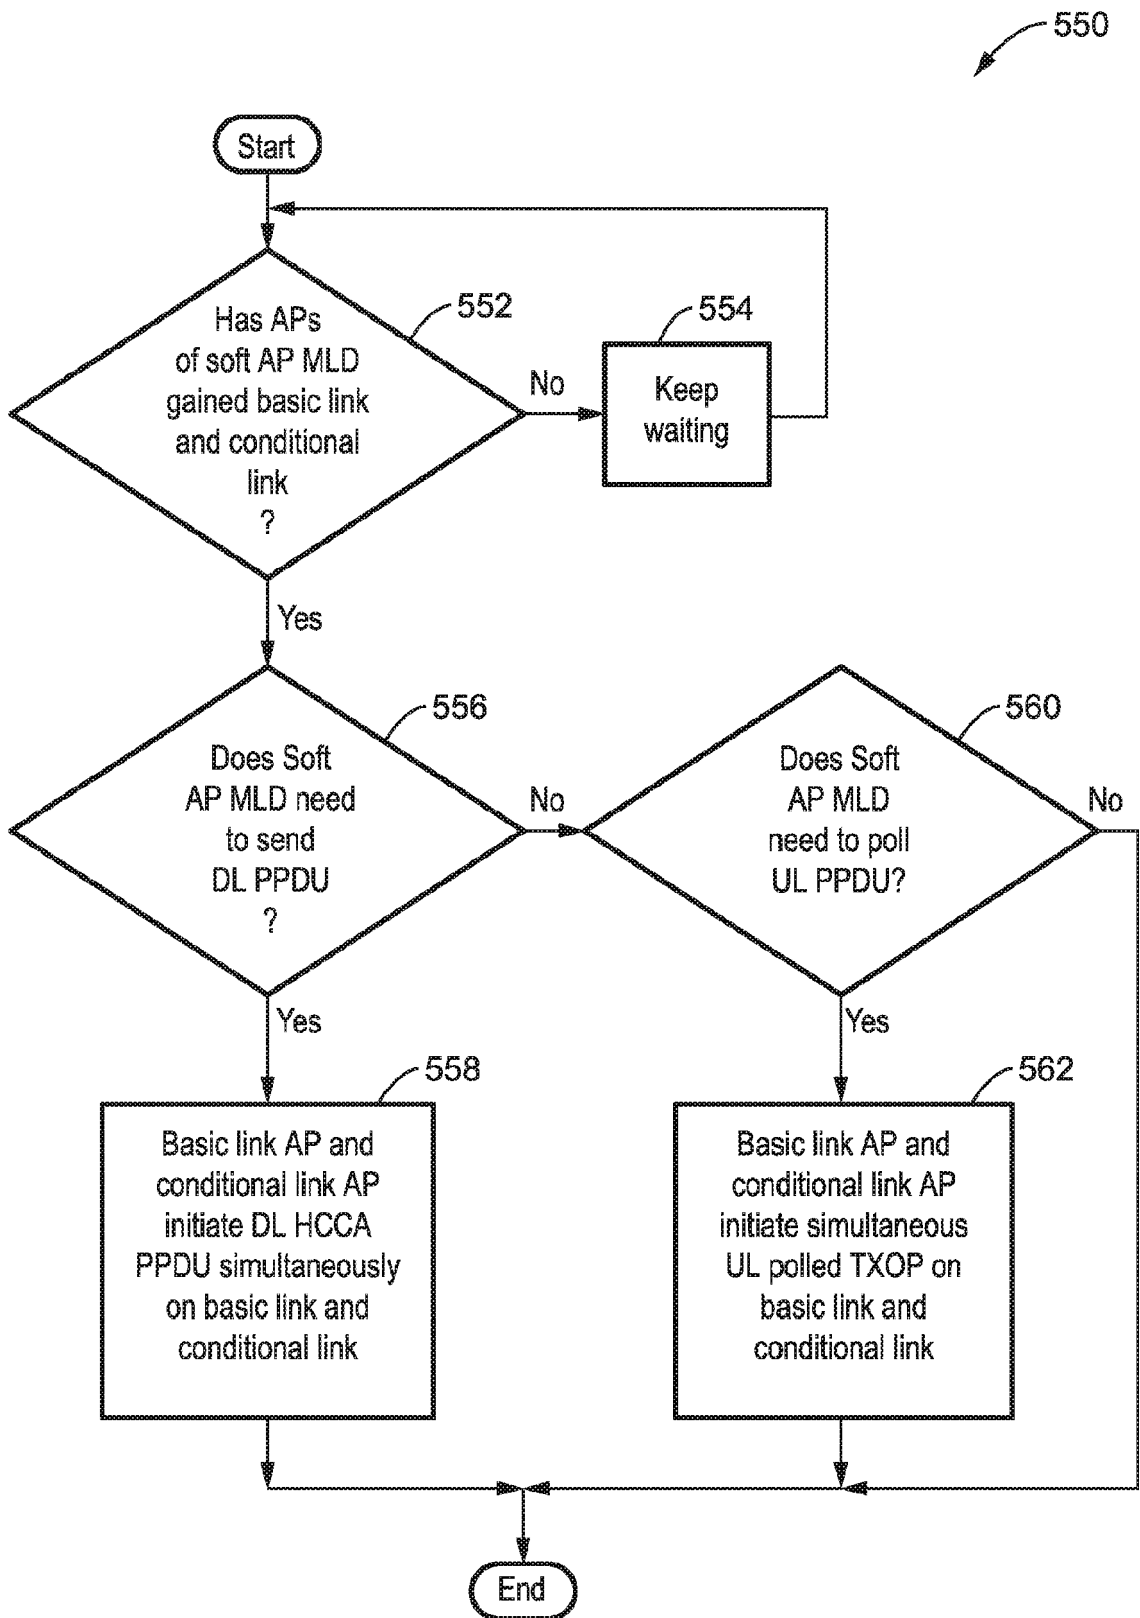 550
Start
Has APs
of soft AP MLD
gained basic link
and conditional
link
?
552
No
554
Keep
waiting
Yes
Does Soft
AP MLD need
to send
DL PPDU
?
556
No
Does Soft
AP MLD
need to poll
UL PPDU?
560
No
Yes
Yes
558
Basic link AP and
conditional link AP
initiate DL HCCA
PPDU simultaneously
on basic link and
conditional link
562
Basic link AP and
conditional link AP
initiate simultaneous
UL polled TXOP on
basic link and
conditional link
End